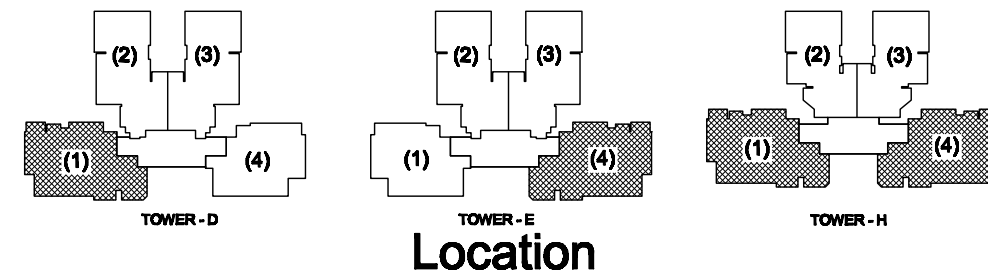 (2) (3) (2) (3) (2) (3)
(1) (4) (1) (4) (1) (4)
TOWER - D TOWER - E TOWER - H
Location